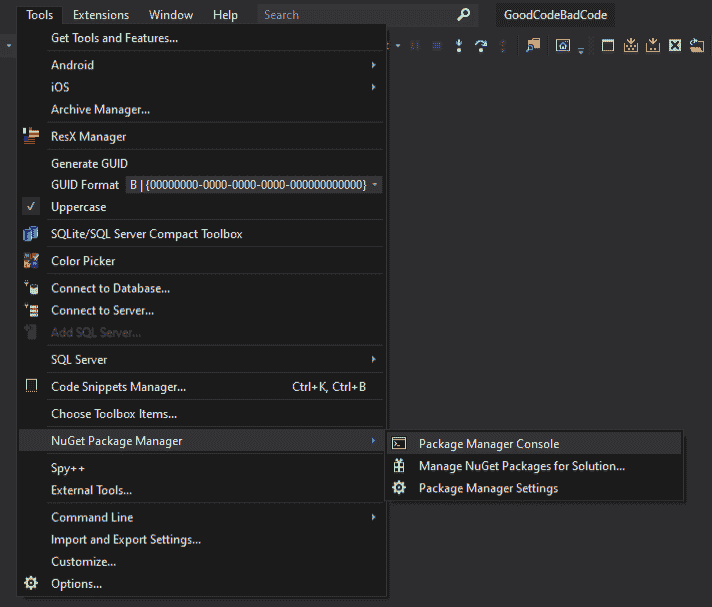 Tools Extensions Window Help Search GoodCodeBadCode
Get Tools and Features...
Android
iOS
Archive Manager...
ResX Manager
Generate GUID
GUID Format B | {00000000-0000-0000-0000-000000000000}
Uppercase
SQLite/SQL Server Compact Toolbox
Color Picker
Connect to Database...
Connect to Server...
Add SQL Server...
SQL Server
Code Snippets Manager... Ctrl+K, Ctrl+B
Choose Toolbox Items...
NuGet Package Manager
Package Manager Console
Manage NuGet Packages for Solution...
Package Manager Settings
Spy++
External Tools...
Command Line
Import and Export Settings...
Customize...
Options...